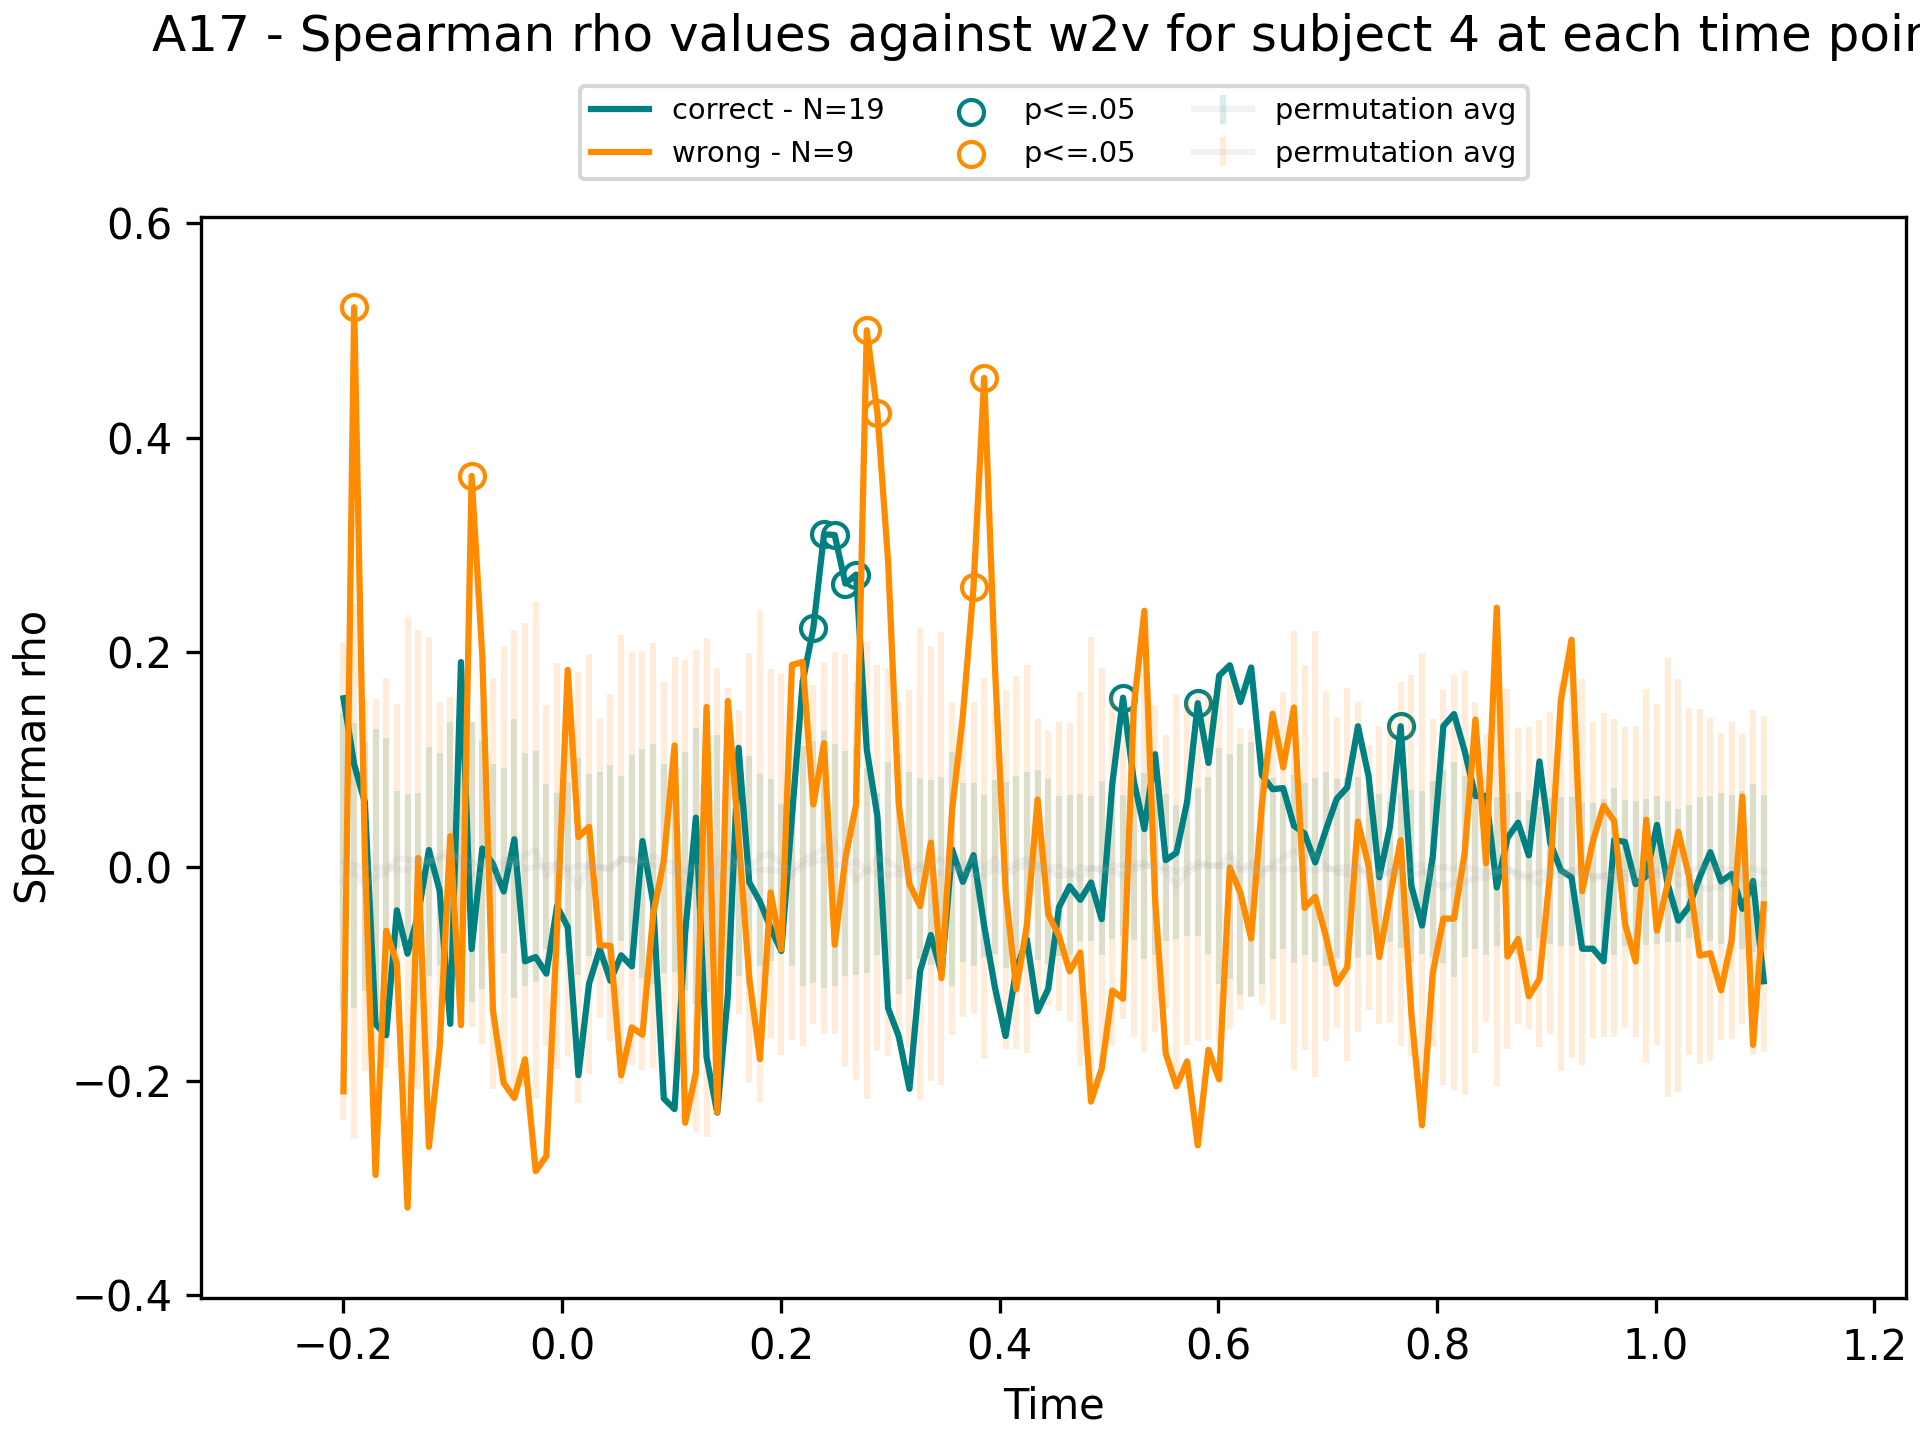 A17 - Spearman rho values against w2v for subject 4 at each time poin
correct - N=19
wrong - N=9
p<=.05
p<=.05
permutation avg
permutation avg
0.6
0.4
0.2
0.0
−0.2
−0.4
Spearman rho
−0.2 0.0 0.2 0.4 0.6 0.8 1.0 1.2
Time